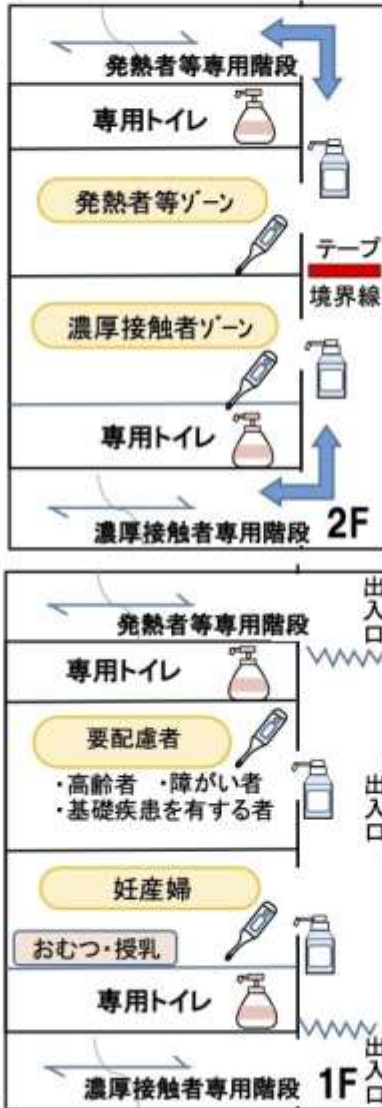 発熱者等専用階段
専用トイレ
発熱者等ｿﾞーﾝ
テープ
境界線
濃厚接触者ｿﾞーﾝ
専用トイレ
濃厚接触者専用階段
2F
発熱者等専用階段
出入口
専用トイレ
要配慮者
・高齢者 ・障がい者
・基礎疾患を有する者
出入口
妊産婦
おむつ・授乳
専用トイレ
濃厚接触者専用階段
1F
出入口